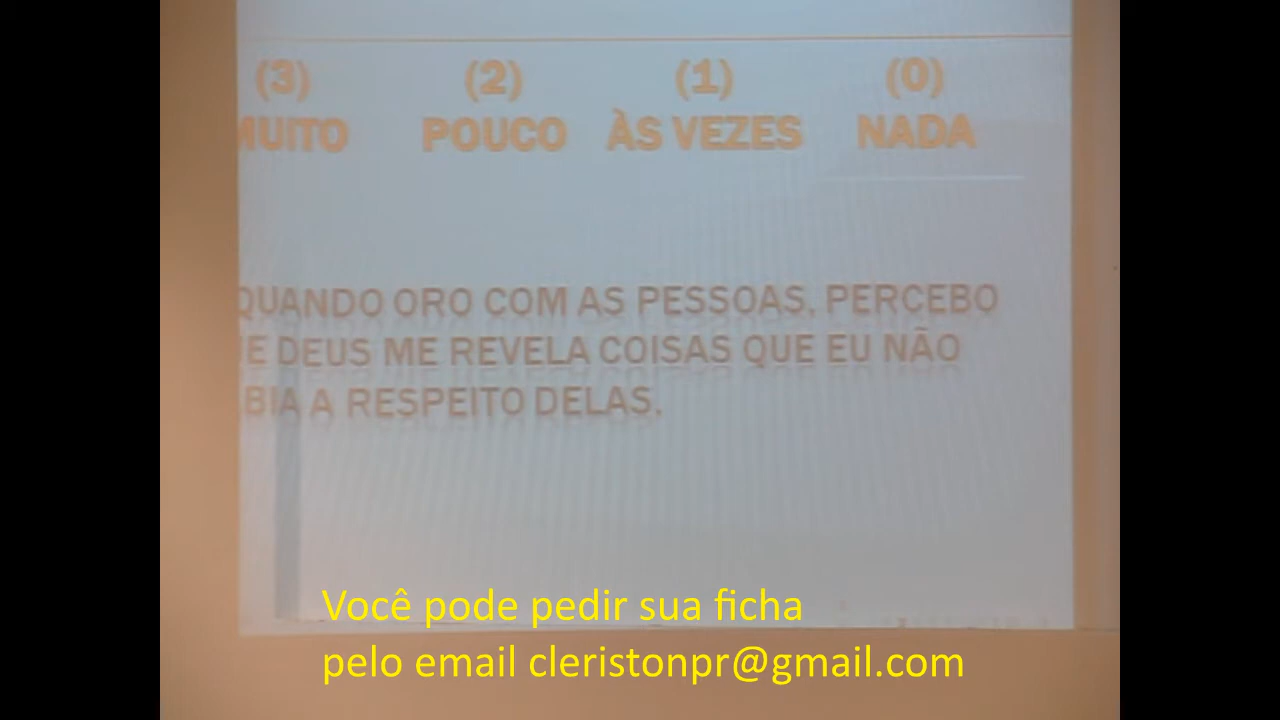 (3) (2) (1) (0)
MUITO POUCO ÀS VEZES NADA
QUANDO ORO COM AS PESSOAS, PERCEBO
E DEUS ME REVELA COISAS QUE EU NÃO
BIA A RESPEITO DELAS.
Você pode pedir sua ficha
pelo email cleristonpr@gmail.com